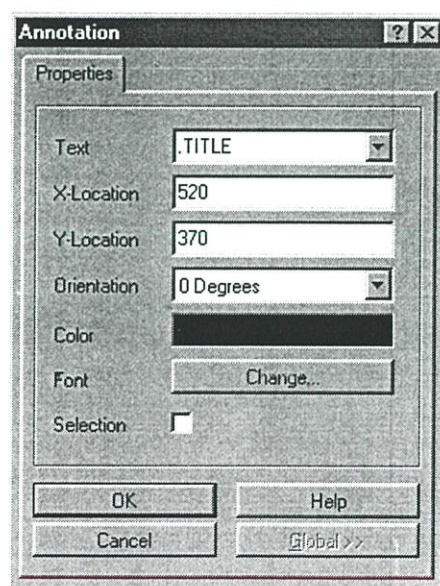 Annotation
Properties
Text .TITLE
X-Location 520
Y-Location 370
Orientation 0 Degrees
Color
Font Change...
Selection
OK Help
Cancel Global >>